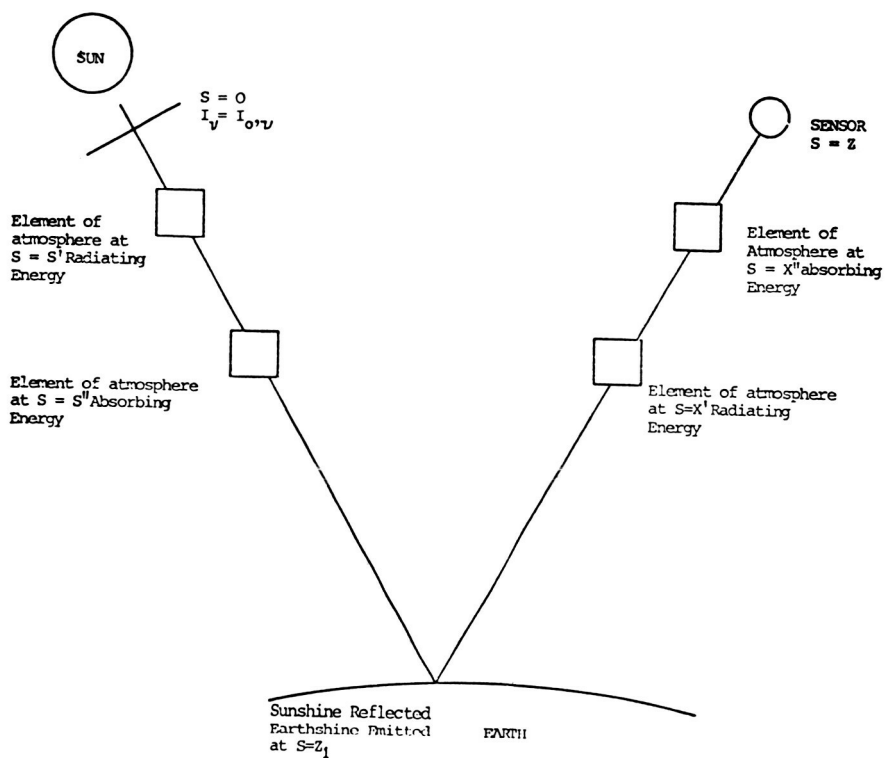 SUN
S = O
Iν = Io,ν
SENSOR
S = Z
Element of
atmosphere at
S = S' Radiating
Energy
Element of
Atmosphere at
S = X" absorbing
Energy
Element of atmosphere
at S = S" Absorbing
Energy
Element of atmosphere
at S=X' Radiating
Energy
Sunshine Reflected
Earthshine Emitted
at S=Z1
EARTH